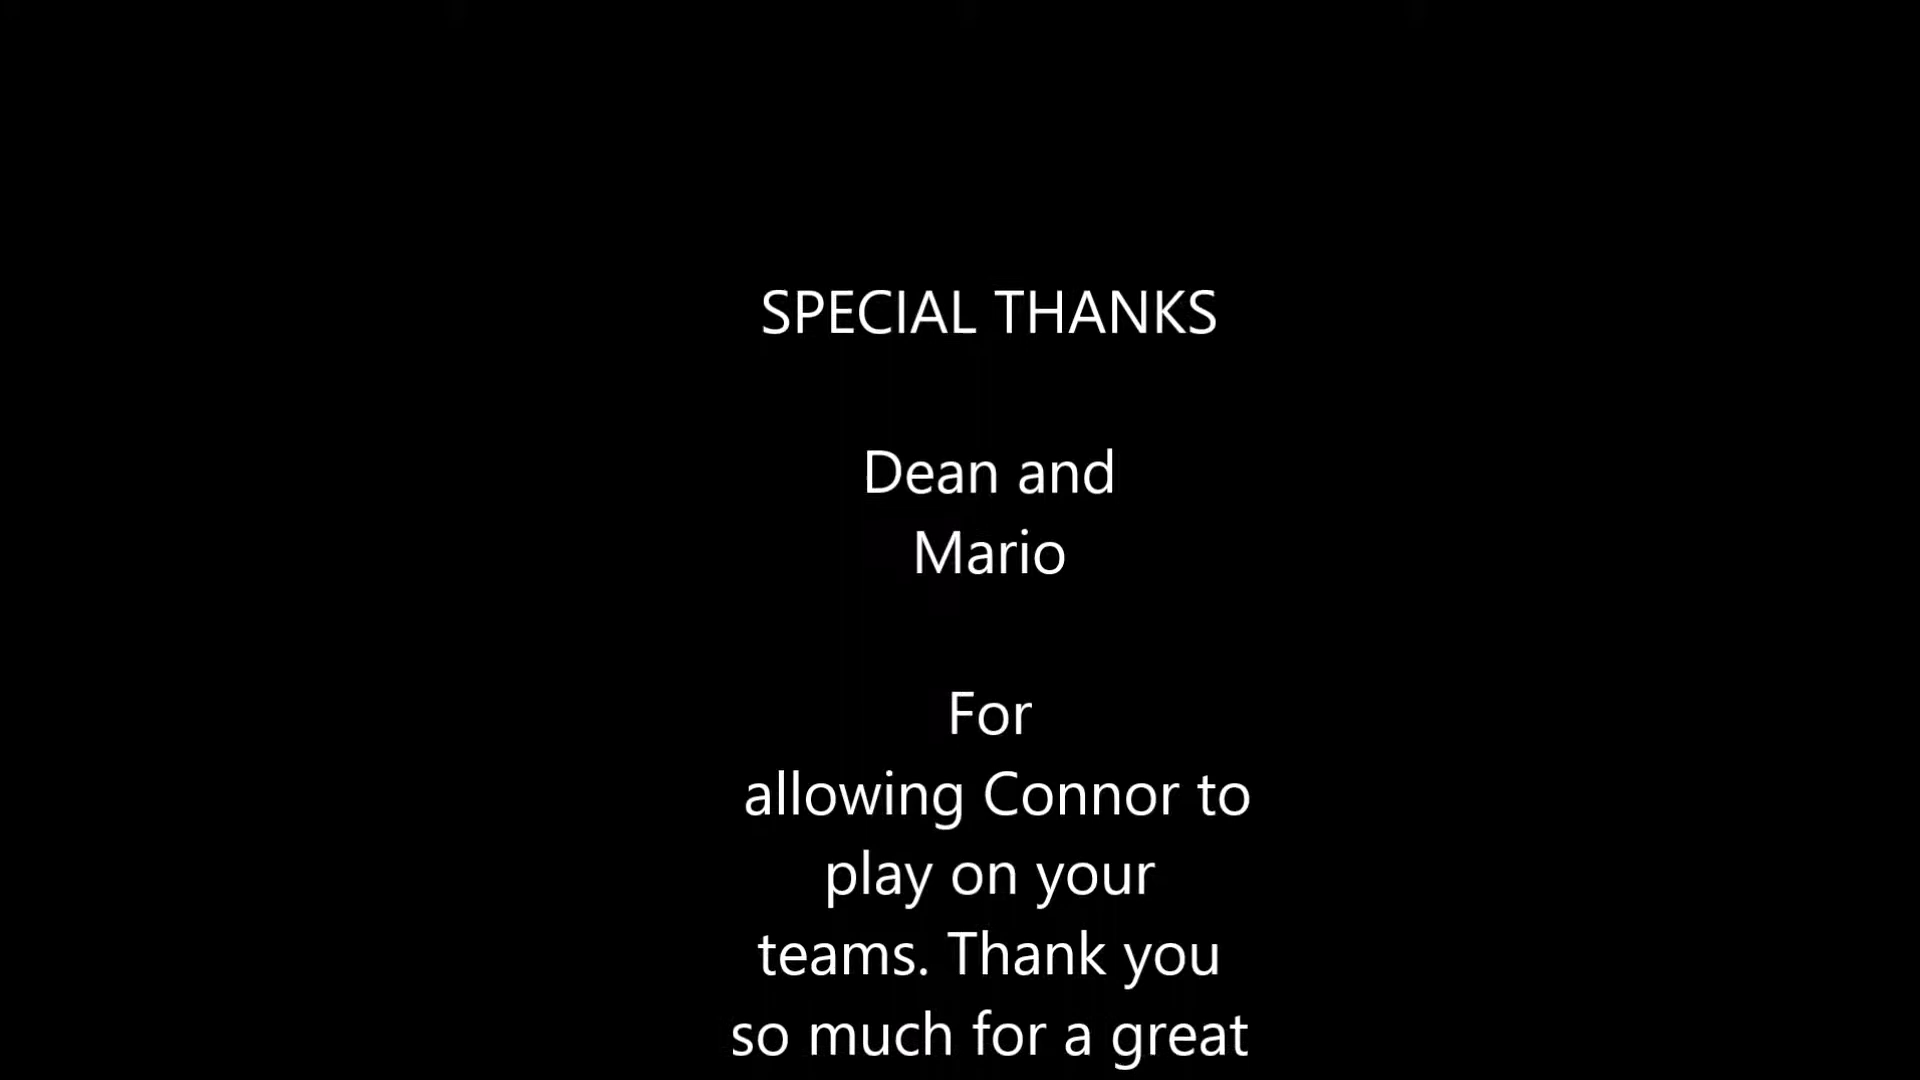 SPECIAL THANKS
Dean and
Mario
For
allowing Connor to
play on your
teams. Thank you
so much for a great